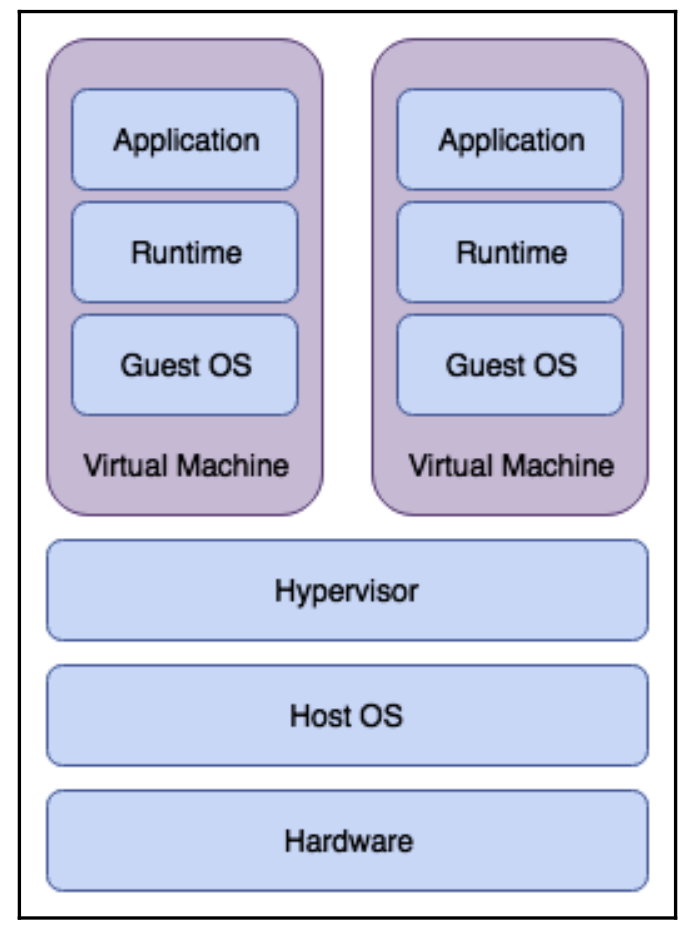 Application
Runtime
Guest OS
Virtual Machine
Application
Runtime
Guest OS
Virtual Machine
Hypervisor
Host OS
Hardware